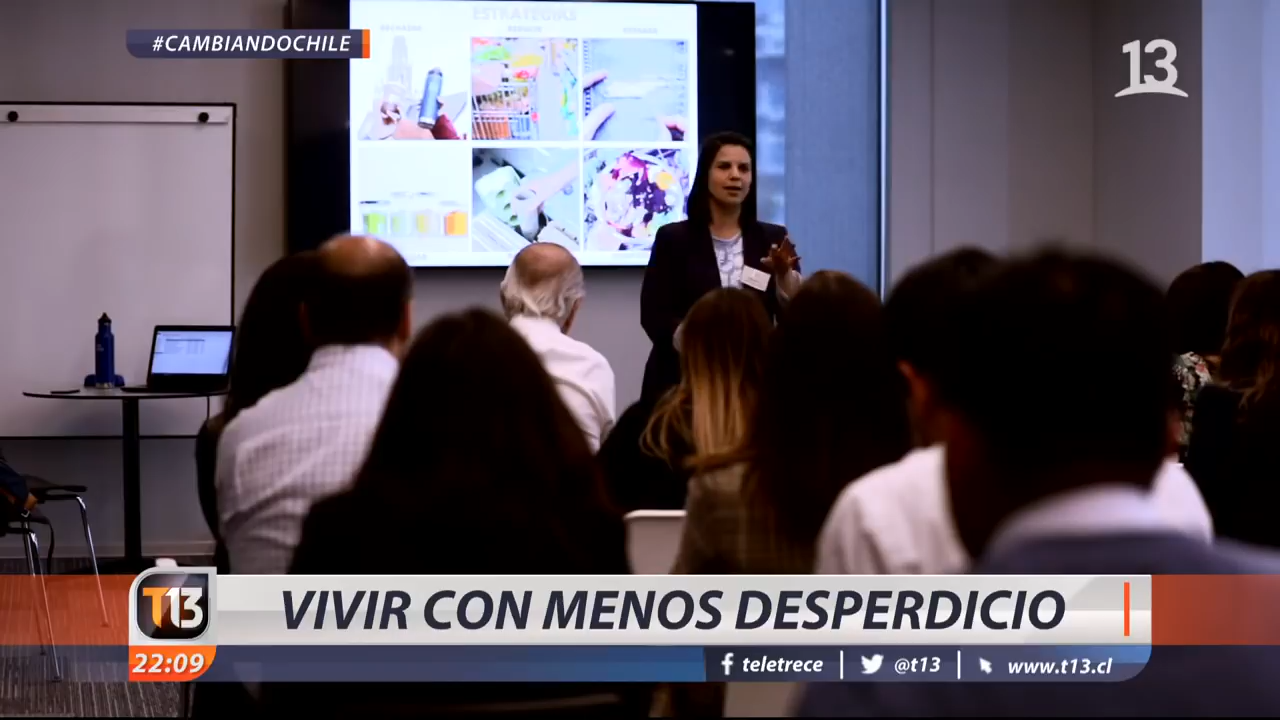 #CAMBIANDOCHILE
13
ESTRATEGIAS
T13
VIVIR CON MENOS DESPERDICIO
22:09
teletrece
@t13
www.t13.cl